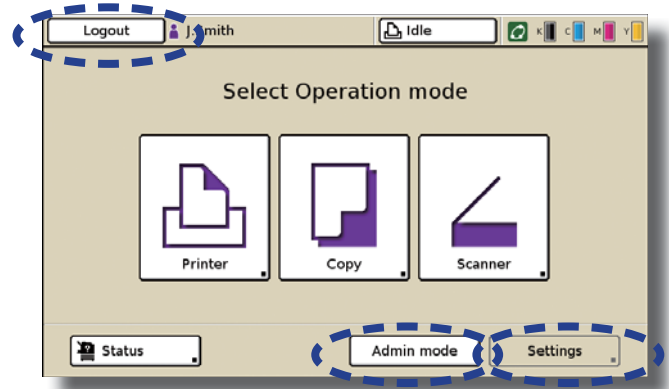 Logout J. Smith Idle K C M Y
Select Operation mode
Printer Copy Scanner
Status Admin mode Settings